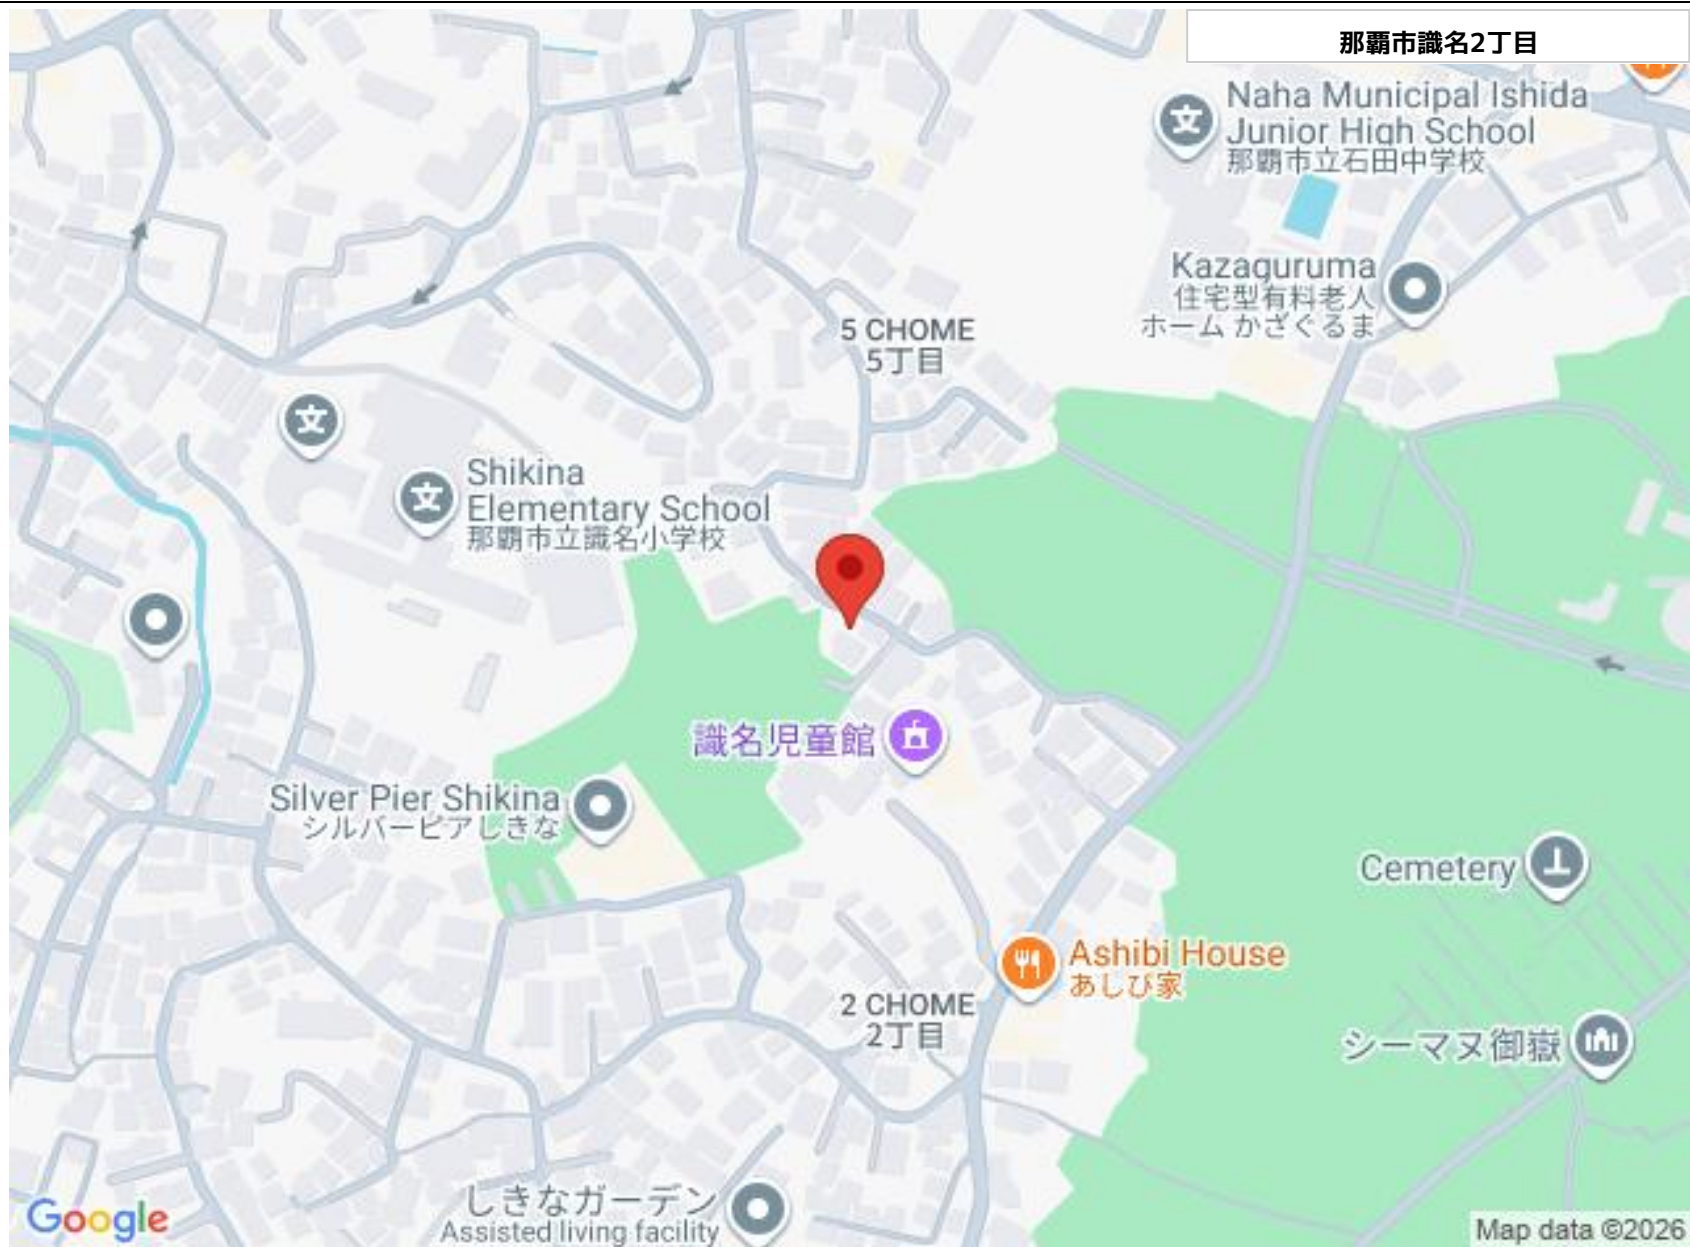 那覇市識名2丁目
Naha Municipal Ishida
Junior High School
那覇市立石田中学校
Kazaguruma
住宅型有料老人
ホーム かざぐるま
5 CHOME
5丁目
文
文
文
Shikina
Elementary School
那覇市立識名小学校
識名児童館
Silver Pier Shikina
シルバーピアしきな
Cemetery
Ashibi House
あしび家
2 CHOME
2丁目
シーマヌ御嶽
しきなガーデン
Assisted living facility
Google
Map data ©2026